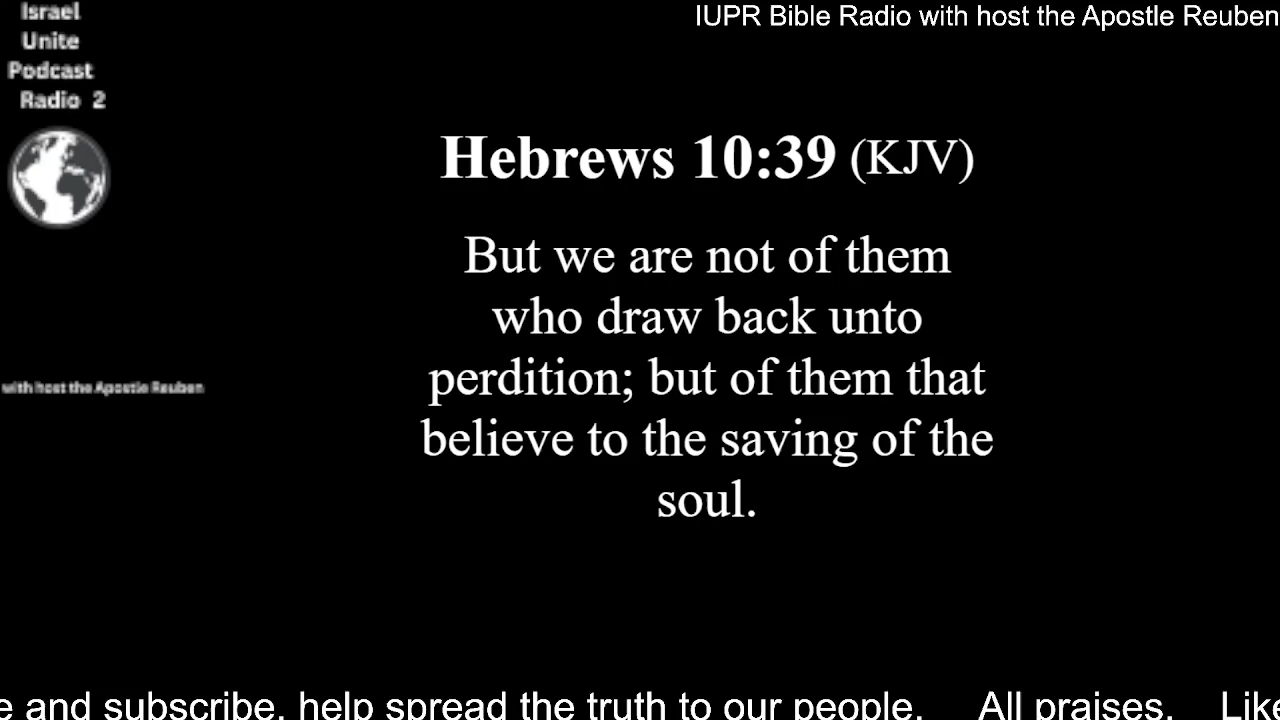 Israel
Unite
Podcast
Radio 2
IUPR Bible Radio with host the Apostle Reuben
Hebrews 10:39 (KJV)
But we are not of them
who draw back unto
perdition; but of them that
believe to the saving of the
soul.
with host the Apostle Reuben
e and subscribe, help spread the truth to our people. All praises. Like